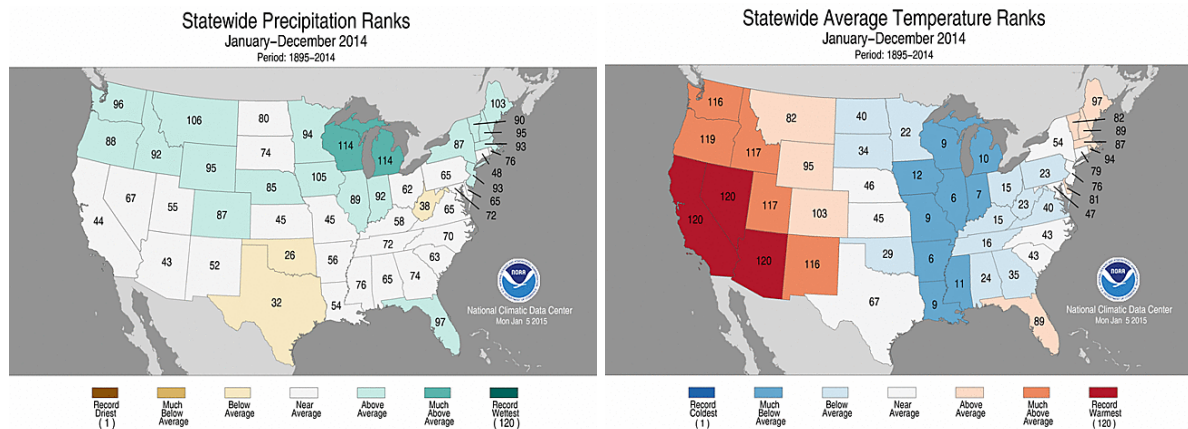 Statewide Precipitation Ranks
January–December 2014
Period: 1895–2014
96
106
80
94
114
114
103
90
95
93
76
48
93
65
72
87
88
92
95
74
105
85
89
92
62
65
38
65
44
67
55
87
45
45
58
70
72
63
43
52
26
56
76
65
74
32
54
97
NOAA
National Climatic Data Center
Mon Jan 5 2015
Record
Driest
( 1 )
Much
Below
Average
Below
Average
Near
Average
Above
Average
Much
Above
Average
Record
Wettest
( 120 )
Statewide Average Temperature Ranks
January–December 2014
Period: 1895–2014
116
82
40
22
9
10
97
82
89
87
94
79
76
81
47
54
119
117
95
34
12
46
6
7
15
23
23
40
120
120
117
103
45
9
15
43
16
43
120
116
29
6
11
24
35
67
9
89
NOAA
National Climatic Data Center
Mon Jan 5 2015
Record
Coldest
( 1 )
Much
Below
Average
Below
Average
Near
Average
Above
Average
Much
Above
Average
Record
Warmest
( 120 )